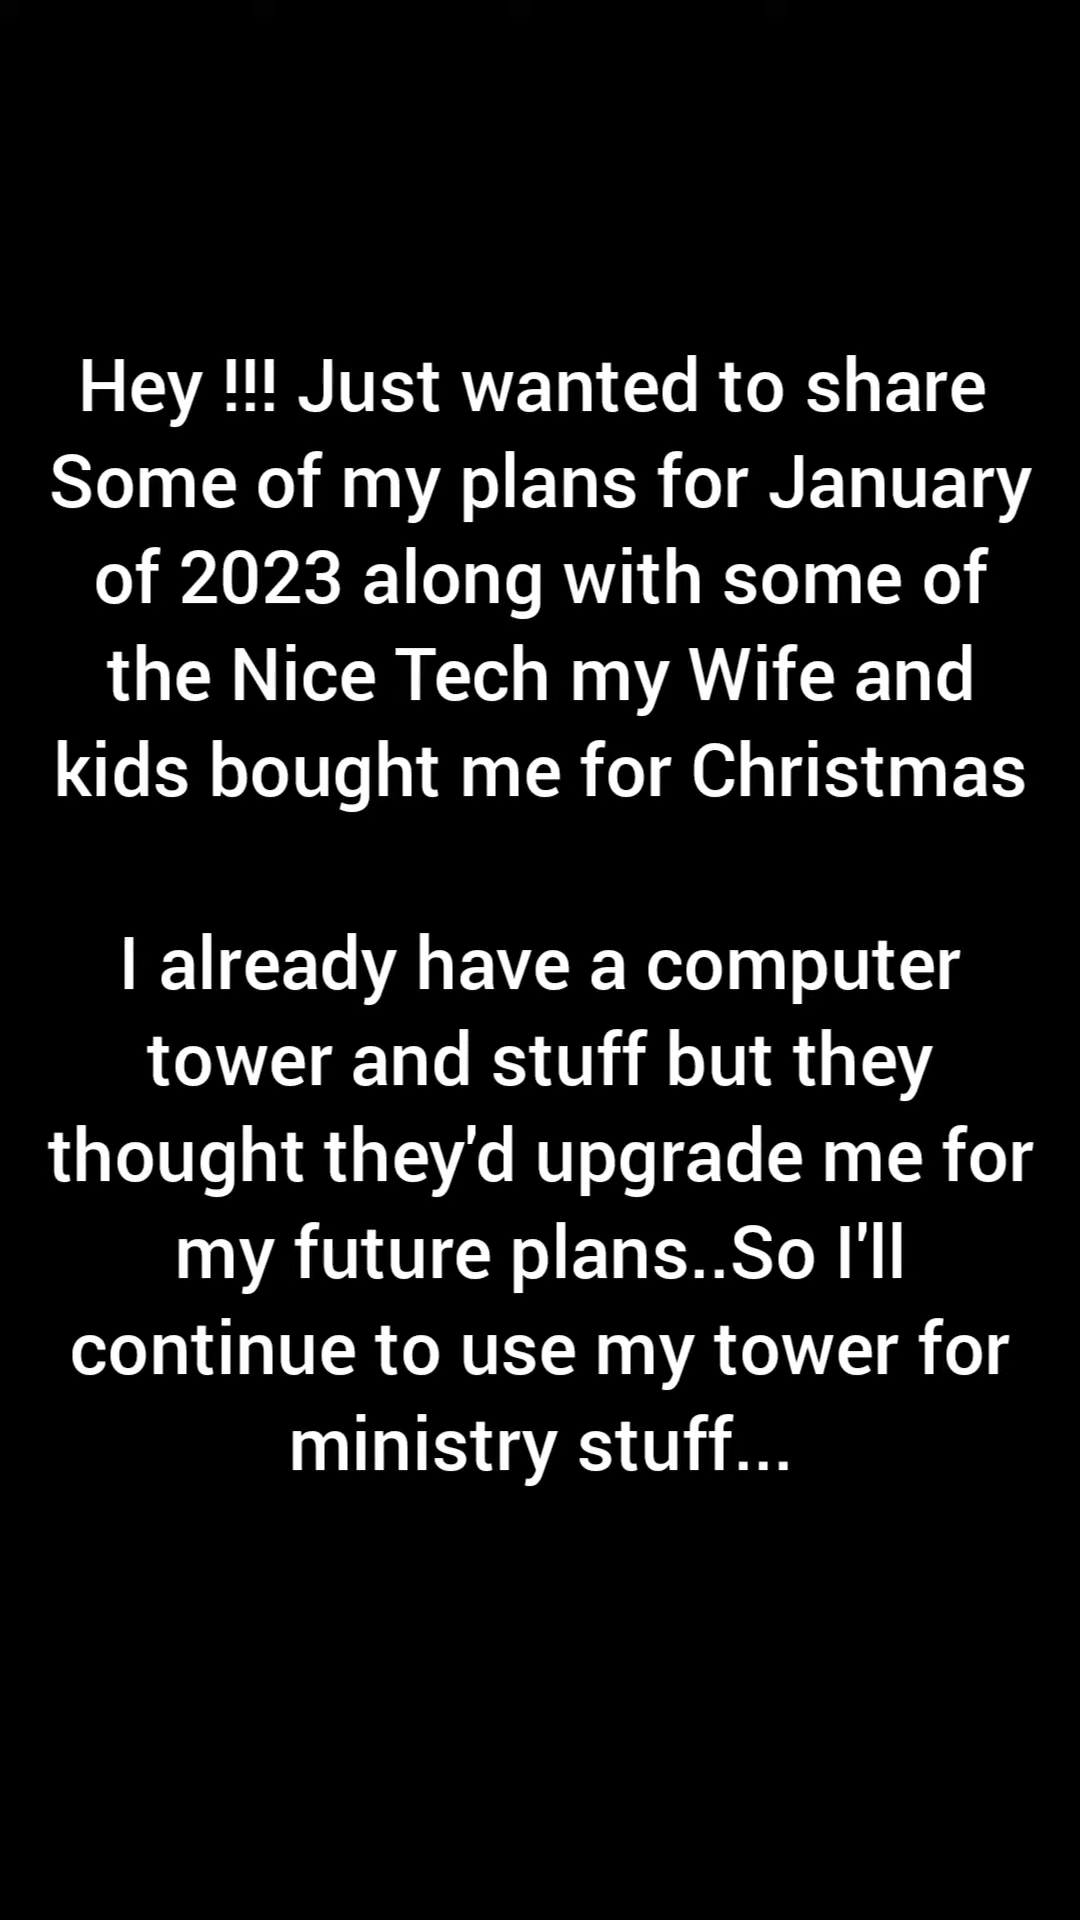 Hey !!! Just wanted to share
Some of my plans for January
of 2023 along with some of
the Nice Tech my Wife and
kids bought me for Christmas
I already have a computer
tower and stuff but they
thought they'd upgrade me for
my future plans..So I'll
continue to use my tower for
ministry stuff...